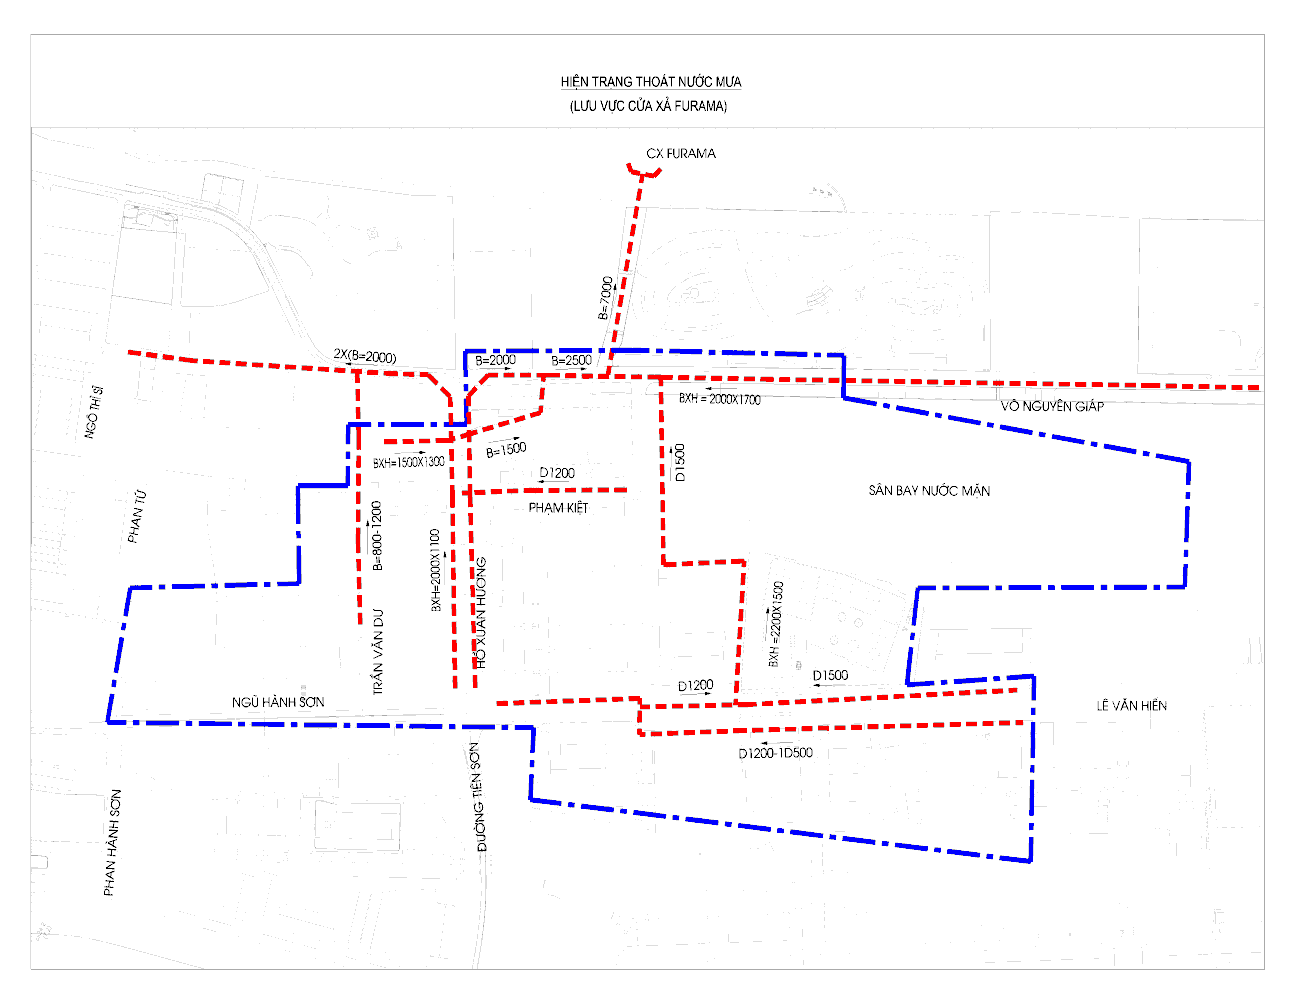 HIỆN TRẠNG THOÁT NƯỚC MƯA
(LƯU VỰC CỬA XẢ FURAMA)
CX FURAMA
B=7000
2X(B=2000)
B=2000
B=2500
BXH = 2000X1700
VÕ NGUYÊN GIÁP
NGÔ THÌ SĨ
BXH=1500X1300
B=1500
D1200
D1500
SÂN BAY NƯỚC MẶN
PHAN TỨ
PHẠM KIỆT
B=800-1200
BXH=2000X1100
HỒ XUÂN HƯƠNG
BXH =2200X1500
TRẦN VĂN DƯ
D1200
D1500
NGŨ HÀNH SƠN
LÊ VĂN HIẾN
D1200-1D500
ĐƯỜNG TIÊN SƠN
PHAN HÀNH SƠN